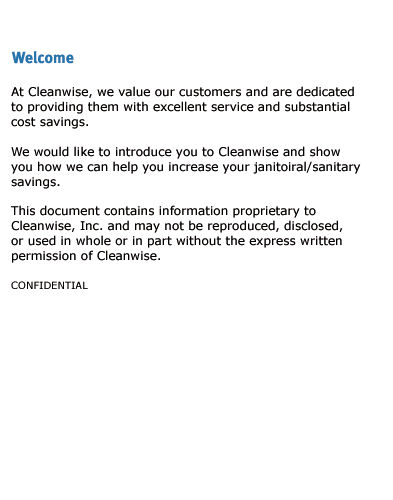 Welcome
At Cleanwise, we value our customers and are dedicated
to providing them with excellent service and substantial
cost savings.
We would like to introduce you to Cleanwise and show
you how we can help you increase your janitoiral/sanitary
savings.
This document contains information proprietary to
Cleanwise, Inc. and may not be reproduced, disclosed,
or used in whole or in part without the express written
permission of Cleanwise.
CONFIDENTIAL